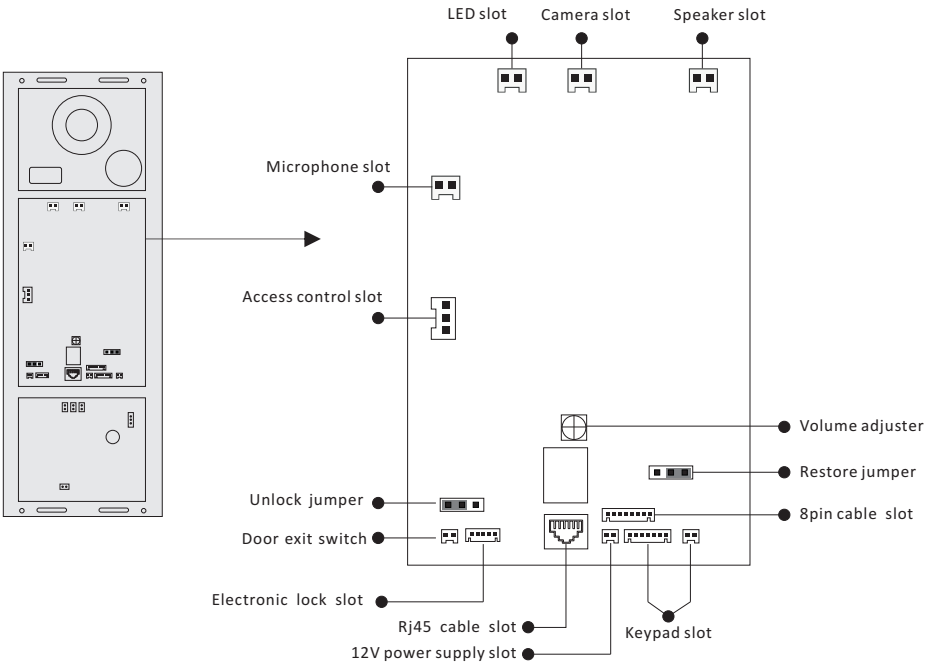 LED slot
Camera slot
Speaker slot
Microphone slot
Access control slot
Volume adjuster
Restore jumper
Unlock jumper
8pin cable slot
Door exit switch
Electronic lock slot
Rj45 cable slot
Keypad slot
12V power supply slot